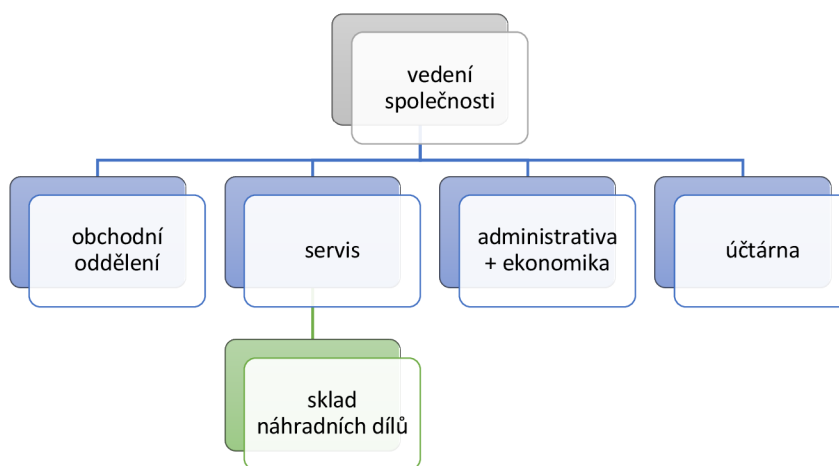 vedení
společnosti
obchodní
oddělení
servis
administrativa
+ ekonomika
účtárna
sklad
náhradních dílů